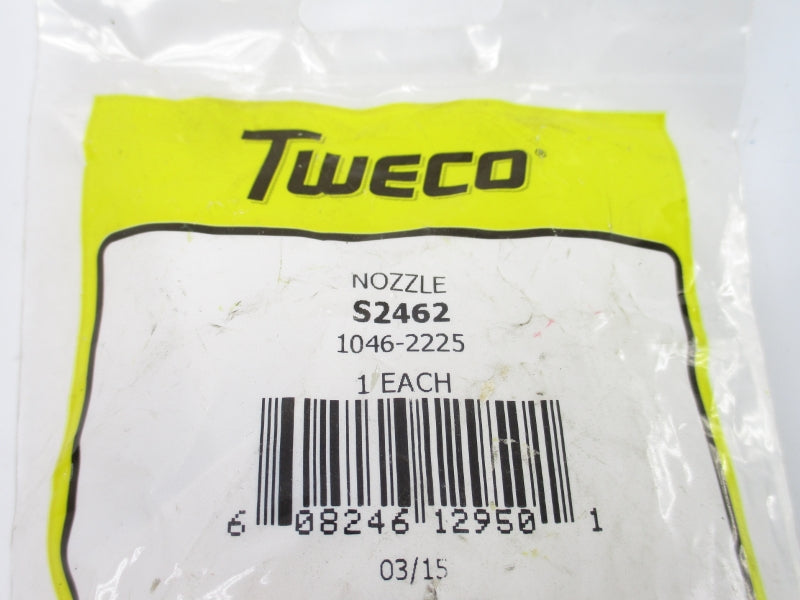 TWECO®
NOZZLE
S2462
1046-2225
1 EACH
6 08246 12950 1
03/15